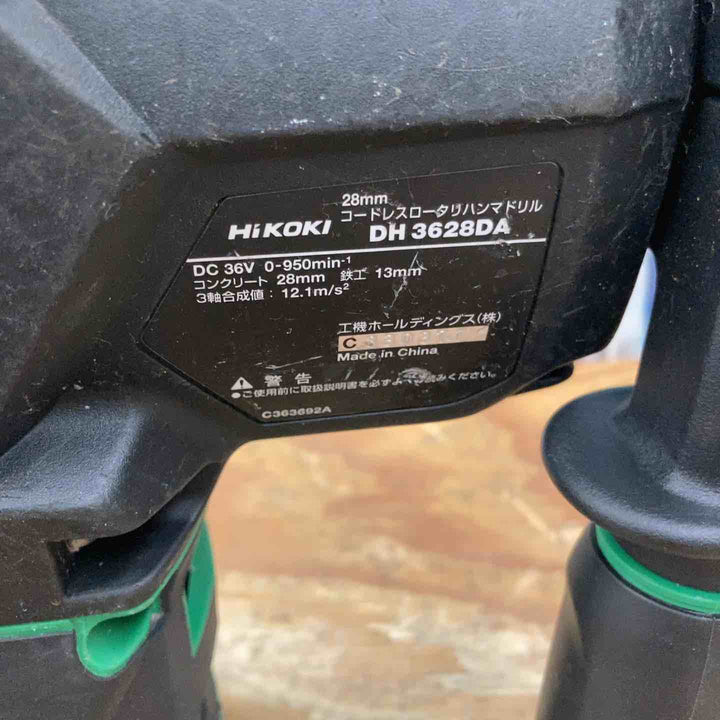 28mm
コードレスロータリハンマドリル
HiKOKI DH 3628DA
DC 36V 0-950min-1
コンクリート 28mm 鉄工 13mm
3軸合成値：12.1m/s2
工機ホールディングス(株)
C
Made in China
警告
●ご使用前に取扱説明書を必ずよくお読みください。
C363692A